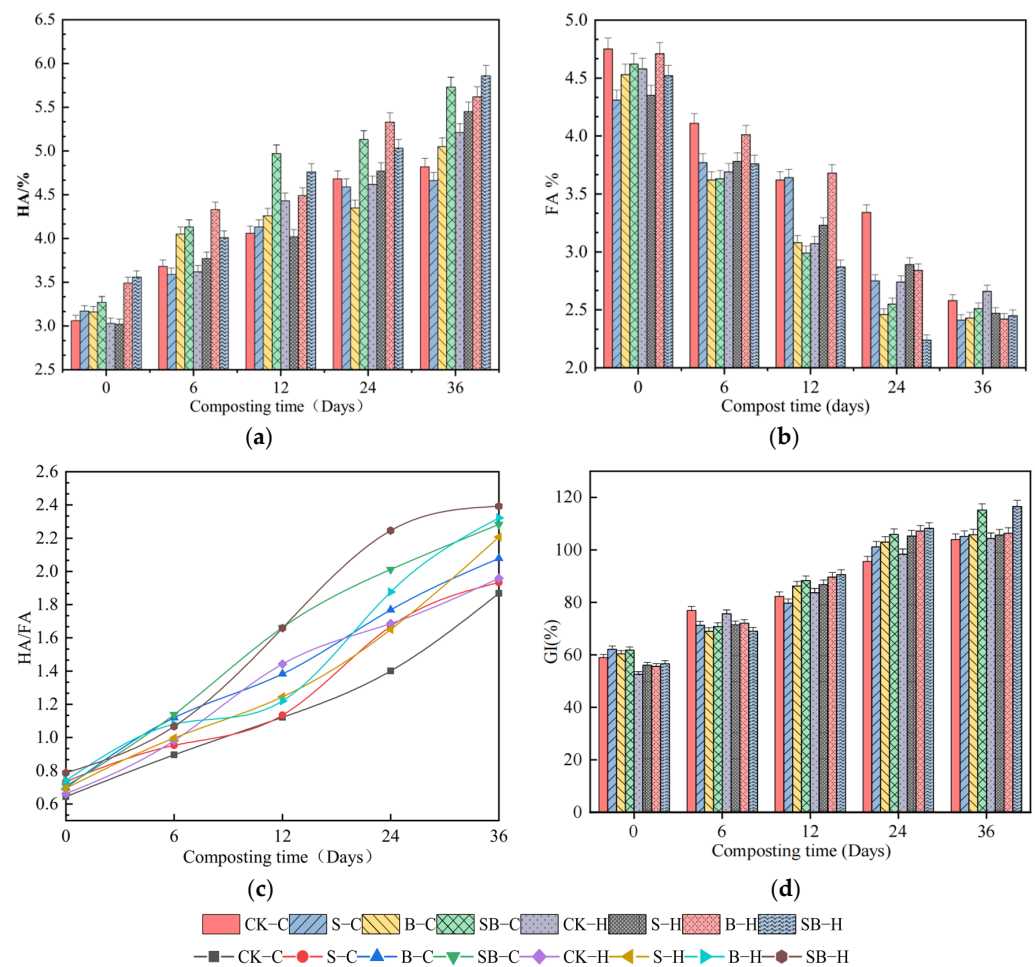 HA/%
6.5
6.0
5.5
5.0
4.5
4.0
3.5
3.0
2.5
0 6 12 24 36
Composting time（Days）
(a)
FA %
5.0
4.5
4.0
3.5
3.0
2.5
2.0
0 6 12 24 36
Compost time (days)
(b)
HA/FA
2.6
2.4
2.2
2.0
1.8
1.6
1.4
1.2
1.0
0.8
0.6
0 6 12 24 36
Composting time（Days）
(c)
GI(%)
120
100
80
60
40
20
0
0 6 12 24 36
Composting time (Days)
(d)
CK−C S−C B−C SB−C CK−H S−H B−H SB−H
CK−C S−C B−C SB−C CK−H S−H B−H SB−H